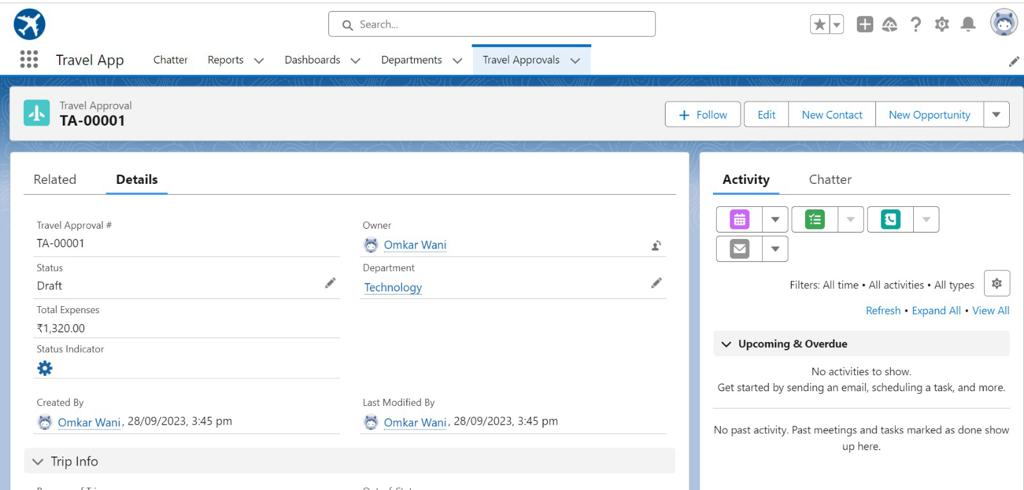 Search...
Travel App
Chatter
Reports
Dashboards
Departments
Travel Approvals
Travel Approval
TA-00001
+ Follow
Edit
New Contact
New Opportunity
Related
Details
Travel Approval #
TA-00001
Owner
Omkar Wani
Status
Draft
Department
Technology
Total Expenses
₹1,320.00
Status Indicator
Created By
Omkar Wani, 28/09/2023, 3:45 pm
Last Modified By
Omkar Wani, 28/09/2023, 3:45 pm
Trip Info
Activity
Chatter
Filters: All time • All activities • All types
Refresh • Expand All • View All
Upcoming & Overdue
No activities to show.
Get started by sending an email, scheduling a task, and more.
No past activity. Past meetings and tasks marked as done show
up here.